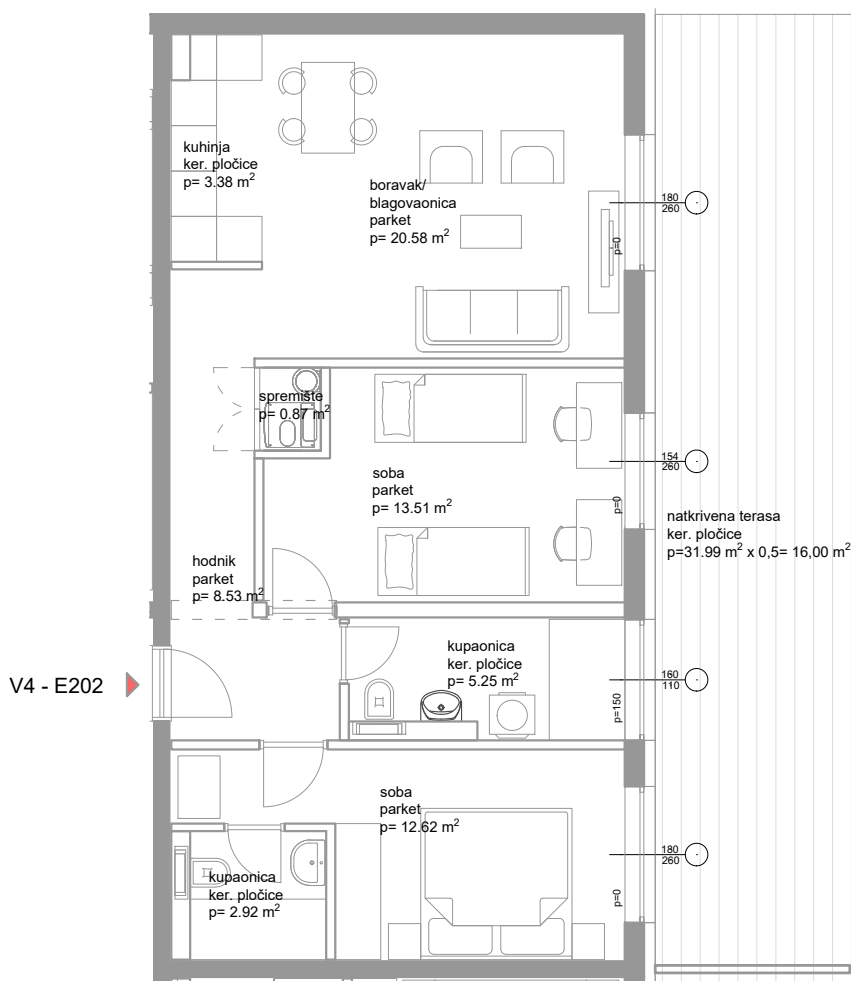 kuhinja
ker. pločice
p= 3.38 m²
boravak/
blagovaonica
parket
p= 20.58 m²
180
260
p=0
spremište
p= 0.87 m²
soba
parket
p= 13.51 m²
154
260
p=0
natkrivena terasa
ker. pločice
p=31.99 m² x 0,5= 16,00 m²
hodnik
parket
p= 8.53 m²
V4 - E202
kupaonica
ker. pločice
p= 5.25 m²
160
110
p=150
soba
parket
p= 12.62 m²
180
260
p=0
kupaonica
ker. pločice
p= 2.92 m²